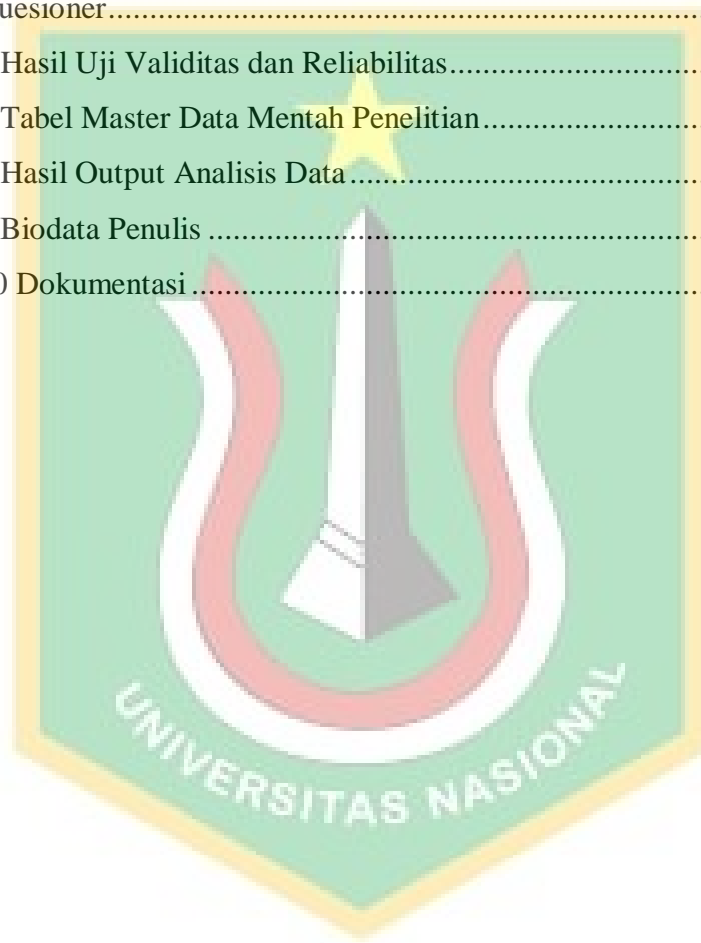 uesioner....................................................................
Hasil Uji Validitas dan Reliabilitas...............................
Tabel Master Data Mentah Penelitian...........................
Hasil Output Analisis Data............................................
Biodata Penulis..............................................................
0 Dokumentasi................................................................
UNIVERSITAS NASIONAL